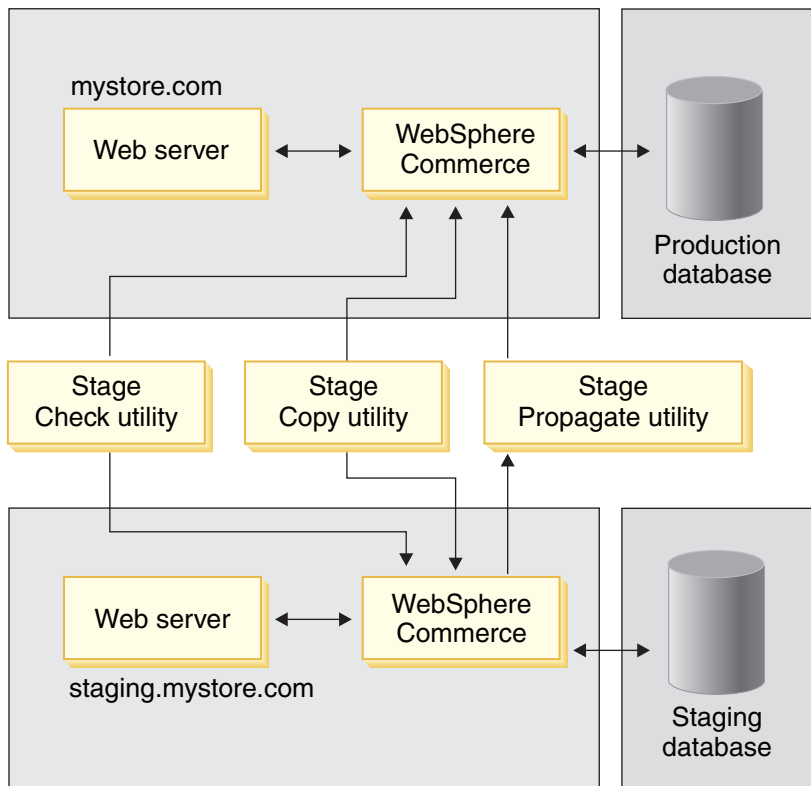 mystore.com
Web server
WebSphere
Commerce
Production
database
Stage
Check utility
Stage
Copy utility
Stage
Propagate utility
Web server
WebSphere
Commerce
staging.mystore.com
Staging
database